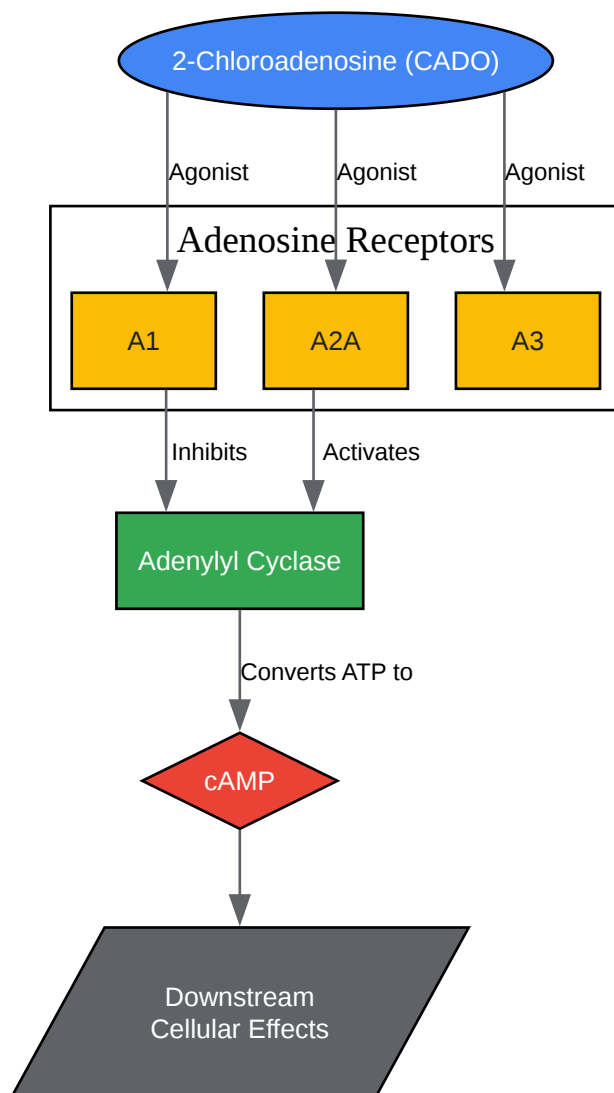 2-Chloroadenosine (CADO)
Agonist
Agonist
Agonist
Adenosine Receptors
A1
A2A
A3
Inhibits
Activates
Adenylyl Cyclase
Converts ATP to
cAMP
Downstream
Cellular Effects